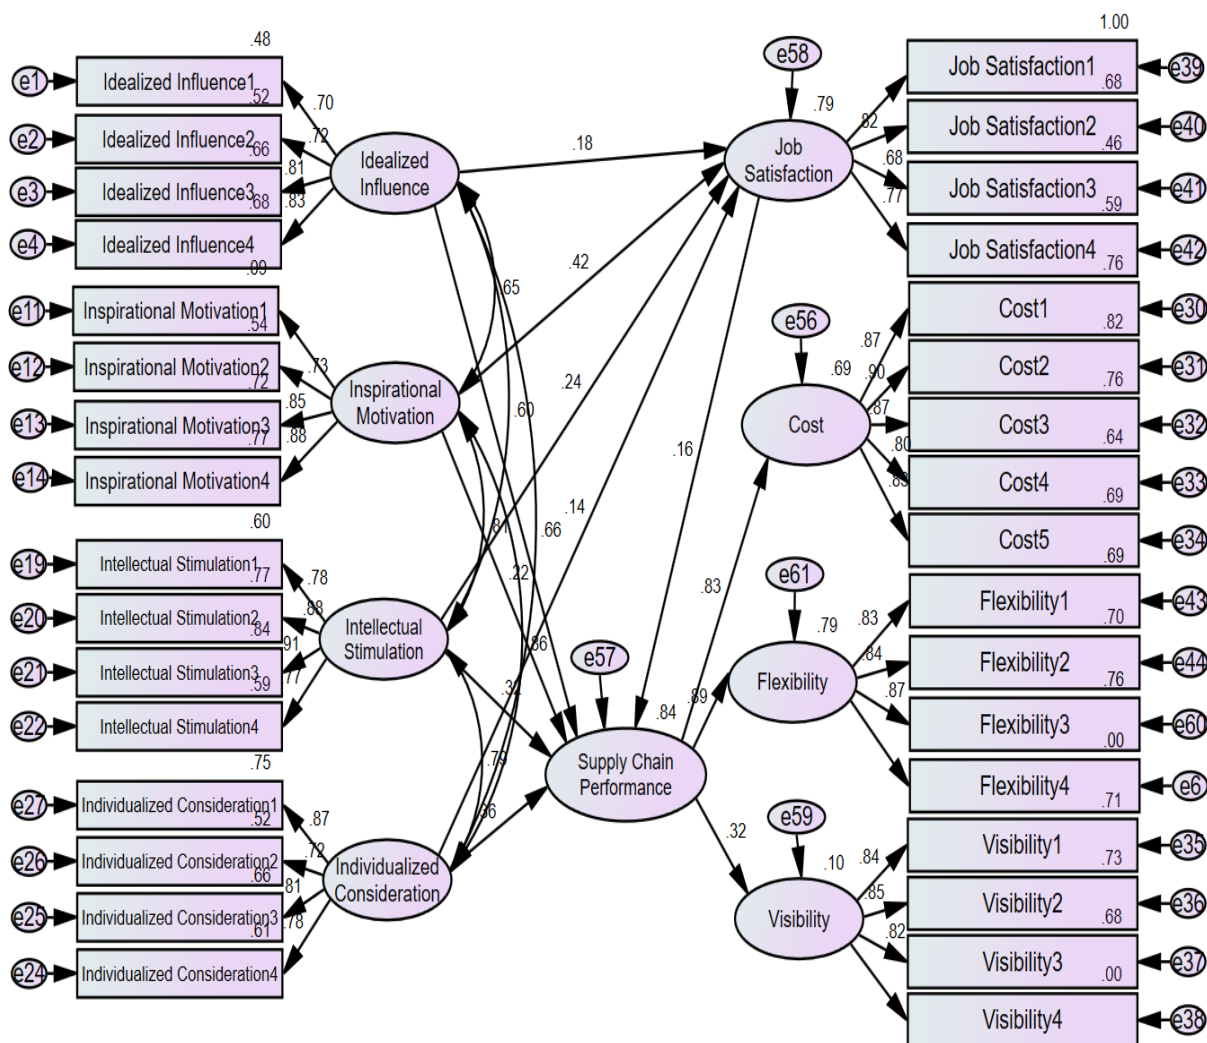 .48
1.00
e1
Idealized Influence1
.52
.70
e2
Idealized Influence2
.66
.72
e3
Idealized Influence3
.68
.81
.83
e4
Idealized Influence4
.09
Idealized
Influence
.18
.65
e11
Inspirational Motivation1
.54
e12
Inspirational Motivation2
.72
.73
e13
Inspirational Motivation3
.77
.85
.88
e14
Inspirational Motivation4
Inspirational
Motivation
.42
.60
.24
.60
e19
Intellectual Stimulation1
.77
.78
e20
Intellectual Stimulation2
.84
.88
e21
Intellectual Stimulation3
.59
.91
.77
e22
Intellectual Stimulation4
Intellectual
Stimulation
.81
.66
.14
.22
.86
.32
.75
e27
Individualized Consideration1
.52
.87
e26
Individualized Consideration2
.66
.72
e25
Individualized Consideration3
.61
.81
.78
e24
Individualized Consideration4
Individualized
Consideration
.79
.36
e57
.84
Supply Chain
Performance
.16
.83
.89
.32
e58
.79
Job
Satisfaction
.82
.68
.77
Job Satisfaction1
.68
e39
Job Satisfaction2
.46
e40
Job Satisfaction3
.59
e41
Job Satisfaction4
.76
e42
e56
.69
Cost
.87
.90
.87
.80
.83
Cost1
.82
e30
Cost2
.76
e31
Cost3
.64
e32
Cost4
.69
e33
Cost5
.69
e34
e61
.79
Flexibility
.83
.84
.87
Flexibility1
.70
e43
Flexibility2
.76
e44
Flexibility3
.00
e60
Flexibility4
.71
e6
e59
.10
Visibility
.84
.85
.82
Visibility1
.73
e35
Visibility2
.68
e36
Visibility3
.00
e37
Visibility4
e38